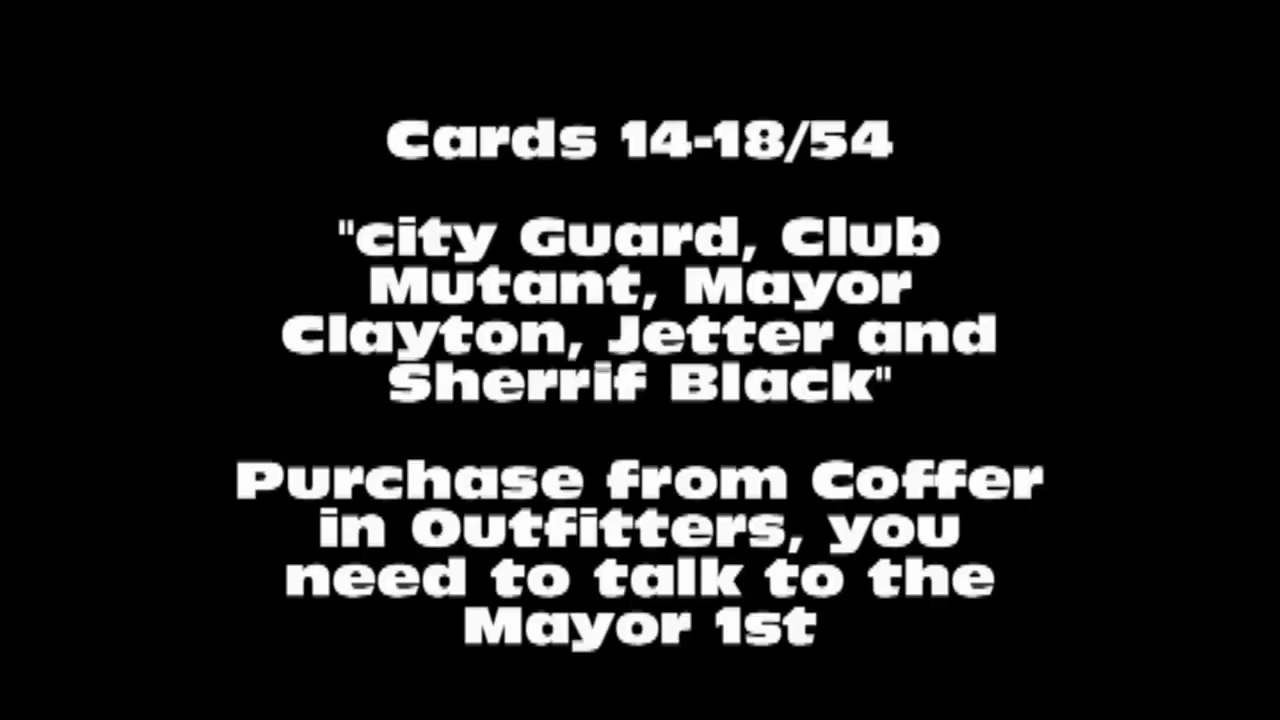 Cards 14-18/54
"city Guard, Club
Mutant, Mayor
Clayton, Jetter and
Sherrif Black"
Purchase from Coffer
in Outfitters, you
need to talk to the
Mayor 1st